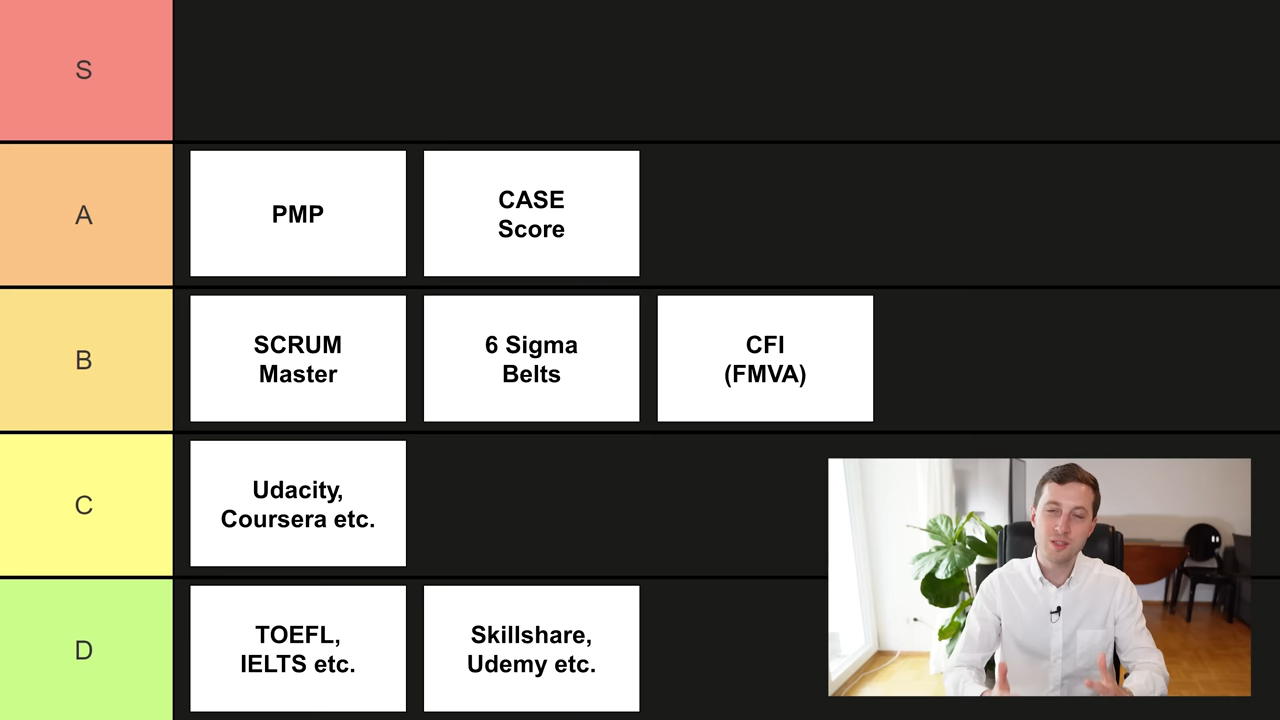 S
A
PMP
CASE
Score
B
SCRUM
Master
6 Sigma
Belts
CFI
(FMVA)
C
Udacity,
Coursera etc.
D
TOEFL,
IELTS etc.
Skillshare,
Udemy etc.